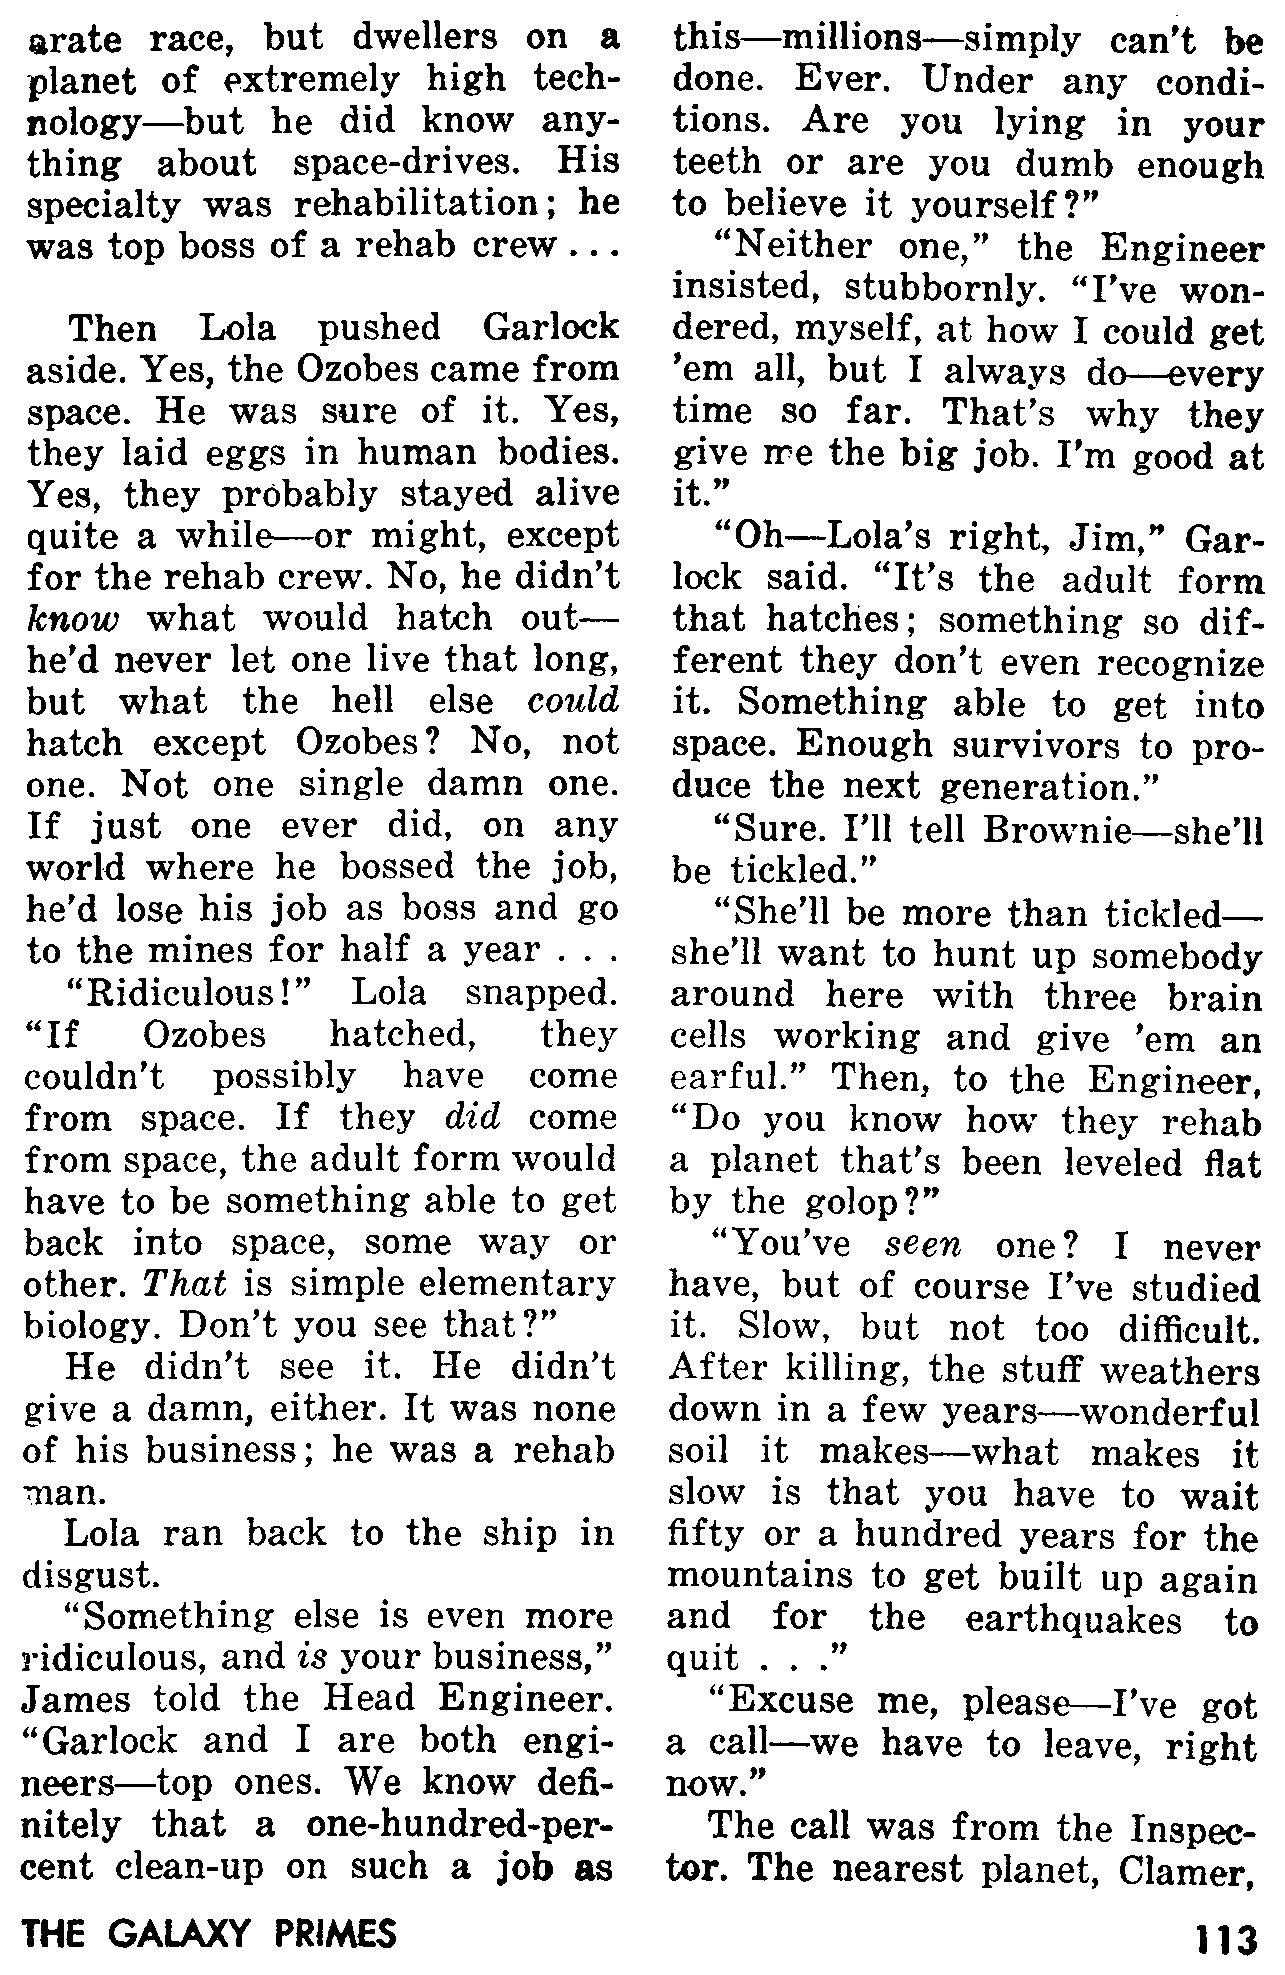 arate race, but dwellers on a
planet of extremely high tech-
nology—but he did know any-
thing about space-drives. His
specialty was rehabilitation; he
was top boss of a rehab crew . . .
Then Lola pushed Garlock
aside. Yes, the Ozobes came from
space. He was sure of it. Yes,
they laid eggs in human bodies.
Yes, they probably stayed alive
quite a while—or might, except
for the rehab crew. No, he didn't
know what would hatch out—
he'd never let one live that long,
but what the hell else could
hatch except Ozobes? No, not
one. Not one single damn one.
If just one ever did, on any
world where he bossed the job,
he'd lose his job as boss and go
to the mines for half a year . . .
"Ridiculous!" Lola snapped.
"If Ozobes hatched, they
couldn't possibly have come
from space. If they did come
from space, the adult form would
have to be something able to get
back into space, some way or
other. That is simple elementary
biology. Don't you see that?"
He didn't see it. He didn't
give a damn, either. It was none
of his business; he was a rehab
man.
Lola ran back to the ship in
disgust.
"Something else is even more
ridiculous, and is your business,"
James told the Head Engineer.
"Garlock and I are both engi-
neers—top ones. We know defi-
nitely that a one-hundred-per-
cent clean-up on such a job as
this—millions—simply can't be
done. Ever. Under any condi-
tions. Are you lying in your
teeth or are you dumb enough
to believe it yourself?"
"Neither one," the Engineer
insisted, stubbornly. "I've won-
dered, myself, at how I could get
'em all, but I always do—every
time so far. That's why they
give me the big job. I'm good at
it."
"Oh—Lola's right, Jim," Gar-
lock said. "It's the adult form
that hatches; something so dif-
ferent they don't even recognize
it. Something able to get into
space. Enough survivors to pro-
duce the next generation."
"Sure. I'll tell Brownie—she'll
be tickled."
"She'll be more than tickled—
she'll want to hunt up somebody
around here with three brain
cells working and give 'em an
earful." Then, to the Engineer,
"Do you know how they rehab
a planet that's been leveled flat
by the golop?"
"You've seen one? I never
have, but of course I've studied
it. Slow, but not too difficult.
After killing, the stuff weathers
down in a few years—wonderful
soil it makes—what makes it
slow is that you have to wait
fifty or a hundred years for the
mountains to get built up again
and for the earthquakes to
quit . . ."
"Excuse me, please—I've got
a call—we have to leave, right
now."
The call was from the Inspec-
tor. The nearest planet, Clamer,
THE GALAXY PRIMES
113